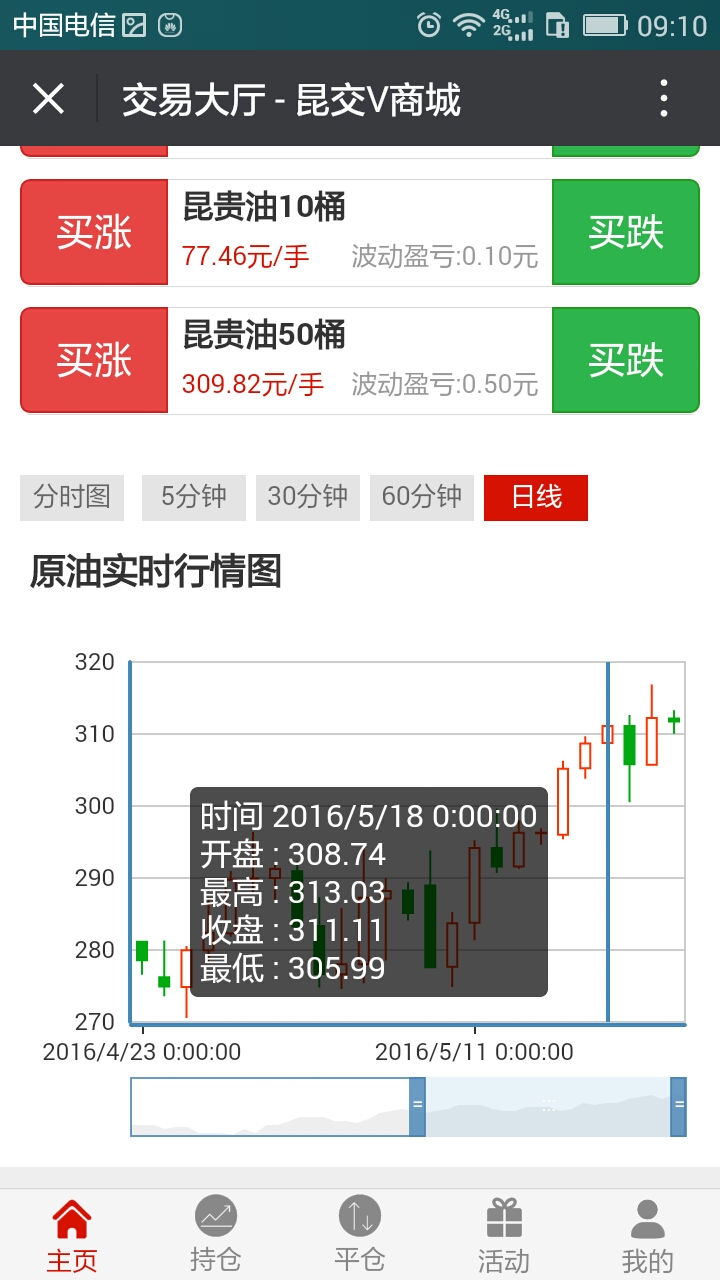 中国电信 4G 2G 09:10
交易大厅 - 昆交V商城
买涨 昆贵油10桶 买跌
77.46元/手 波动盈亏:0.10元
买涨 昆贵油50桶 买跌
309.82元/手 波动盈亏:0.50元
分时图 5分钟 30分钟 60分钟 日线
原油实时行情图
320
310
300
290
280
270
时间 2016/5/18 0:00:00
开盘 : 308.74
最高 : 313.03
收盘 : 311.11
最低 : 305.99
2016/4/23 0:00:00 2016/5/11 0:00:00
主页 持仓 平仓 活动 我的